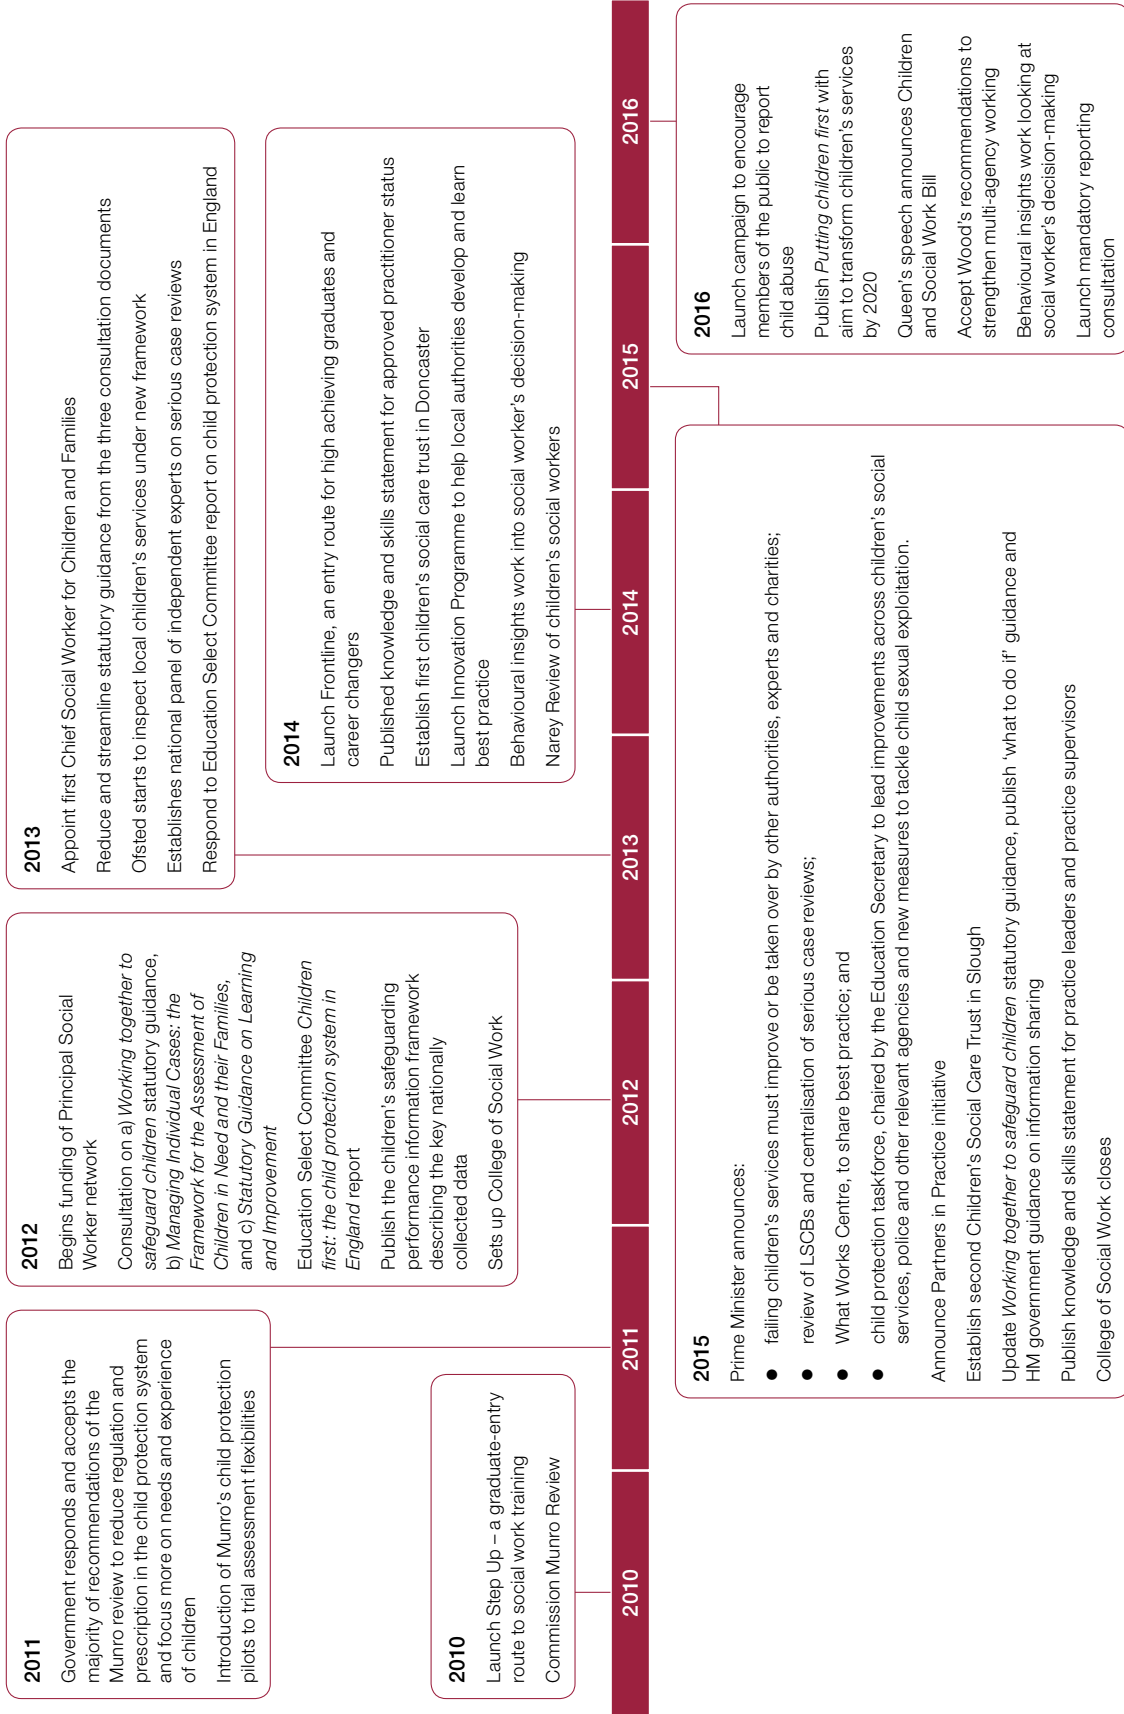 2011
Government responds and accepts the
majority of recommendations of the
Munro review to reduce regulation and
prescription in the child protection system
and focus more on needs and experience
of children
Introduction of Munro’s child protection
pilots to trial assessment flexibilities
2010
Launch Step Up – a graduate-entry
route to social work training
Commission Munro Review
2012
Begins funding of Principal Social
Worker network
Consultation on a) Working together to
safeguard children statutory guidance,
b) Managing Individual Cases: the
Framework for the Assessment of
Children in Need and their Families,
and c) Statutory Guidance on Learning
and Improvement
Education Select Committee Children
first: the child protection system in
England report
Publish the children’s safeguarding
performance information framework
describing the key nationally
collected data
Sets up College of Social Work
2013
Appoint first Chief Social Worker for Children and Families
Reduce and streamline statutory guidance from the three consultation documents
Ofsted starts to inspect local children’s services under new framework
Establishes national panel of independent experts on serious case reviews
Respond to Education Select Committee report on child protection system in England
2014
Launch Frontline, an entry route for high achieving graduates and
career changers
Published knowledge and skills statement for approved practitioner status
Establish first children’s social care trust in Doncaster
Launch Innovation Programme to help local authorities develop and learn
best practice
Behavioural insights work into social worker’s decision-making
Narey Review of children’s social workers
2010
2011
2012
2013
2014
2015
2016
2015
Prime Minister announces:
● failing children’s services must improve or be taken over by other authorities, experts and charities;
● review of LSCBs and centralisation of serious case reviews;
● What Works Centre, to share best practice; and
● child protection taskforce, chaired by the Education Secretary to lead improvements across children’s social
services, police and other relevant agencies and new measures to tackle child sexual exploitation.
Announce Partners in Practice initiative
Establish second Children’s Social Care Trust in Slough
Update Working together to safeguard children statutory guidance, publish ‘what to do if’ guidance and
HM government guidance on information sharing
Publish knowledge and skills statement for practice leaders and practice supervisors
College of Social Work closes
2016
Launch campaign to encourage
members of the public to report
child abuse
Publish Putting children first with
aim to transform children’s services
by 2020
Queen’s speech announces Children
and Social Work Bill
Accept Wood’s recommendations to
strengthen multi-agency working
Behavioural insights work looking at
social worker’s decision-making
Launch mandatory reporting
consultation